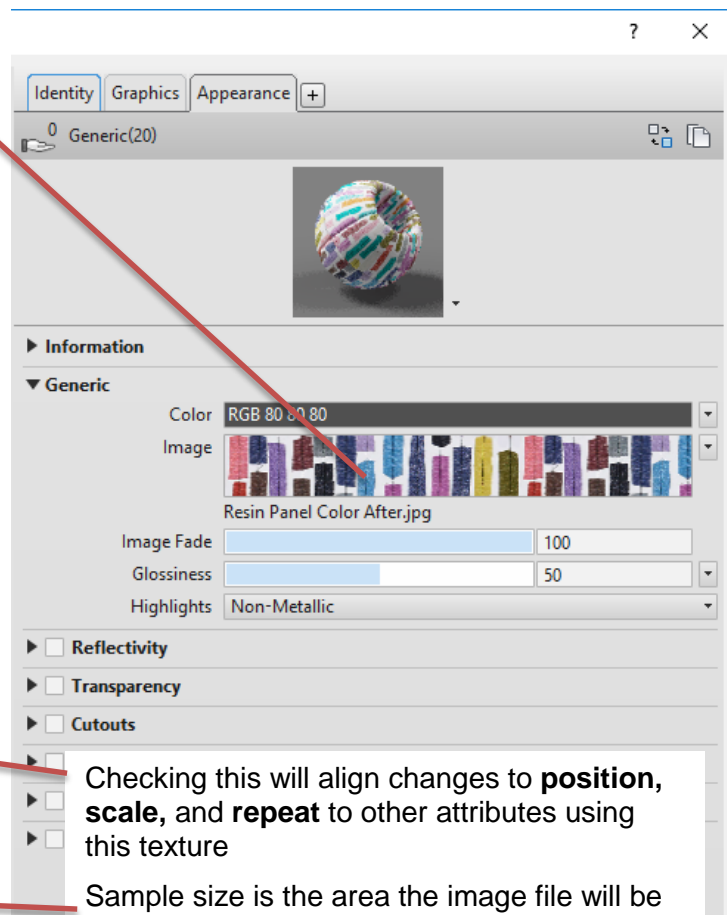 ?
Identity Graphics Appearance +
0 Generic(20)
Information
Generic
Color RGB 80 80 80
Image
Resin Panel Color After.jpg
Image Fade 100
Glossiness 50
Highlights Non-Metallic
Reflectivity
Transparency
Cutouts
Checking this will align changes to position,
scale, and repeat to other attributes using
this texture
Sample size is the area the image file will be